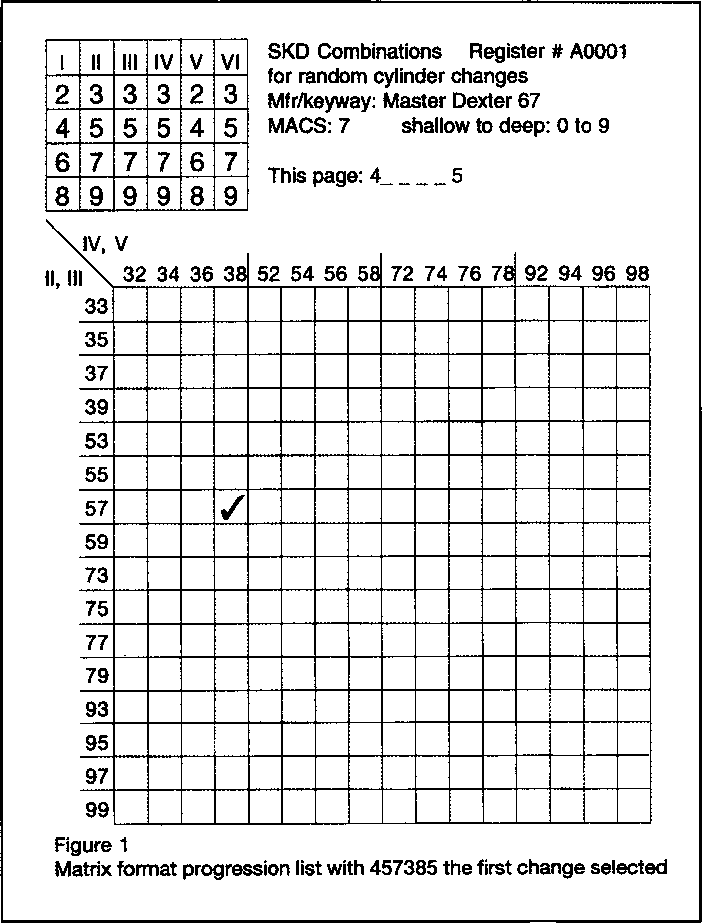 I II III IV V VI
2 3 3 3 2 3
4 5 5 5 4 5
6 7 7 7 6 7
8 9 9 9 8 9
SKD Combinations Register # A0001
for random cylinder changes
Mfr/keyway: Master Dexter 67
MACS: 7 shallow to deep: 0 to 9
This page: 4_ _ _ _ 5
IV, V
II, III 32 34 36 38 52 54 56 58 72 74 76 78 92 94 96 98
33
35
37
39
53
55
57 ✓
59
73
75
77
79
93
95
97
99
Figure 1
Matrix format progression list with 457385 the first change selected